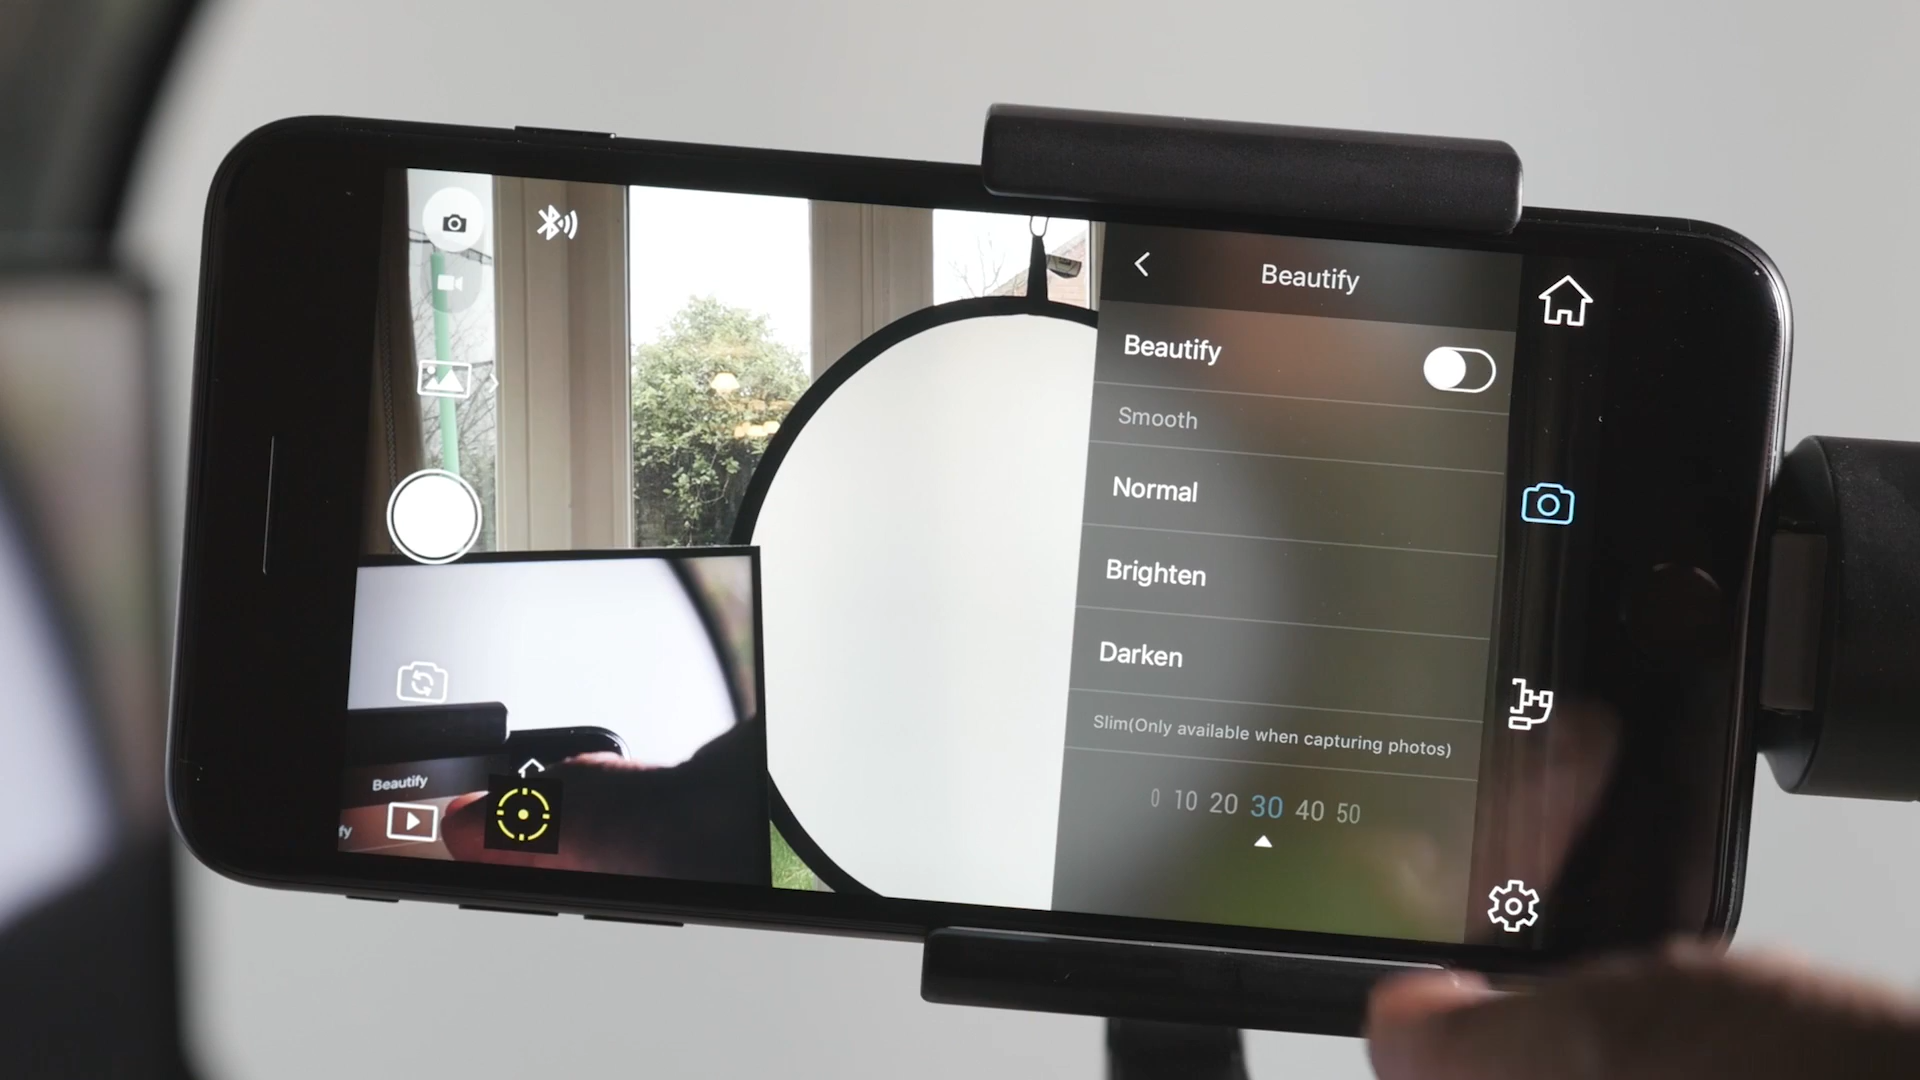 Beautify
Beautify
Smooth
Normal
Brighten
Darken
Slim(Only available when capturing photos)
0 10 20 30 40 50
Beautify
fy